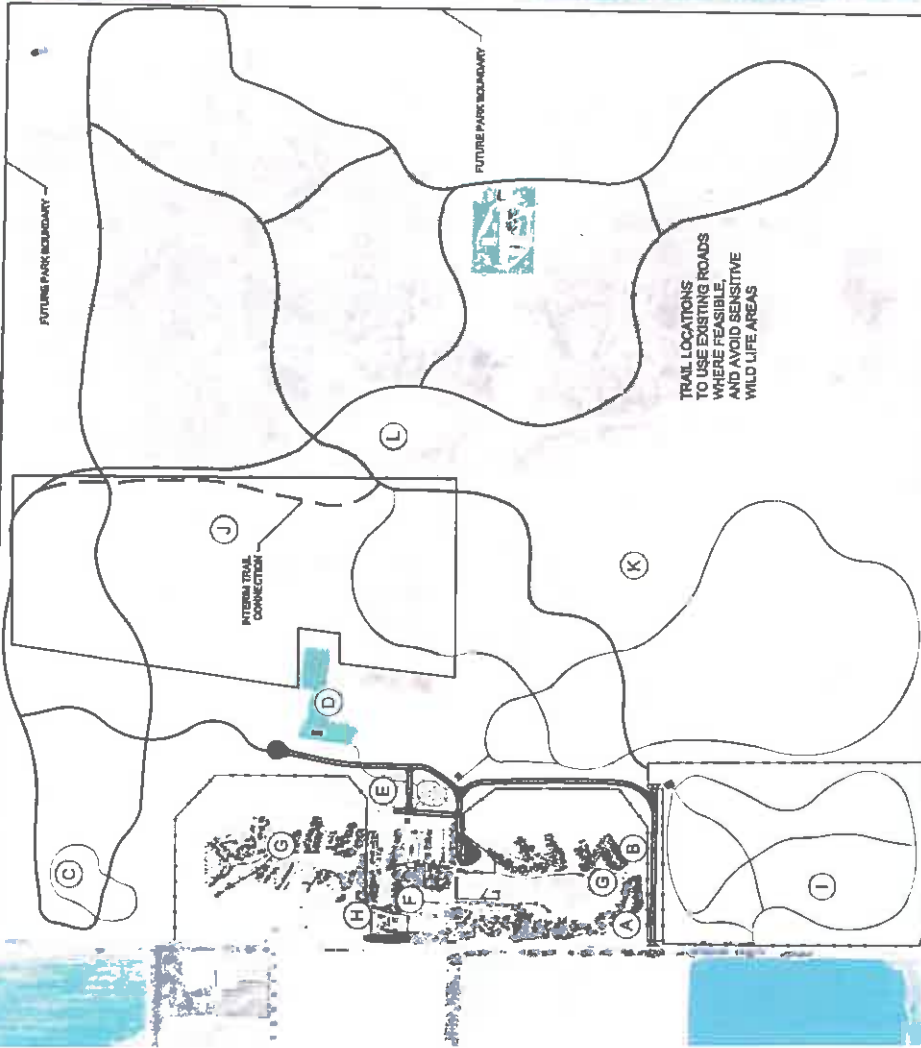 FUTURE PARK BOUNDARY
FUTURE PARK BOUNDARY
TRAIL LOCATIONS
TO USE EXISTING ROADS
WHERE FEASIBLE,
AND AVOID SENSITIVE
WILD LIFE AREAS
L
J
INTERIM TRAIL
CONNECTION
K
D
E
C
G
H
F
G
B
A
I